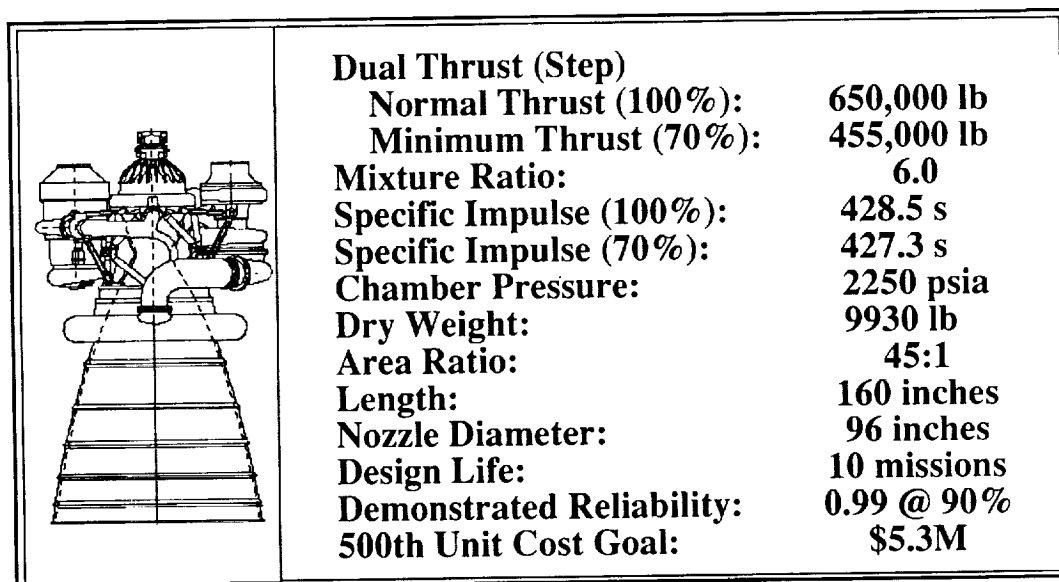 Dual Thrust (Step)
Normal Thrust (100%): 650,000 lb
Minimum Thrust (70%): 455,000 lb
Mixture Ratio: 6.0
Specific Impulse (100%): 428.5 s
Specific Impulse (70%): 427.3 s
Chamber Pressure: 2250 psia
Dry Weight: 9930 lb
Area Ratio: 45:1
Length: 160 inches
Nozzle Diameter: 96 inches
Design Life: 10 missions
Demonstrated Reliability: 0.99 @ 90%
500th Unit Cost Goal: $5.3M